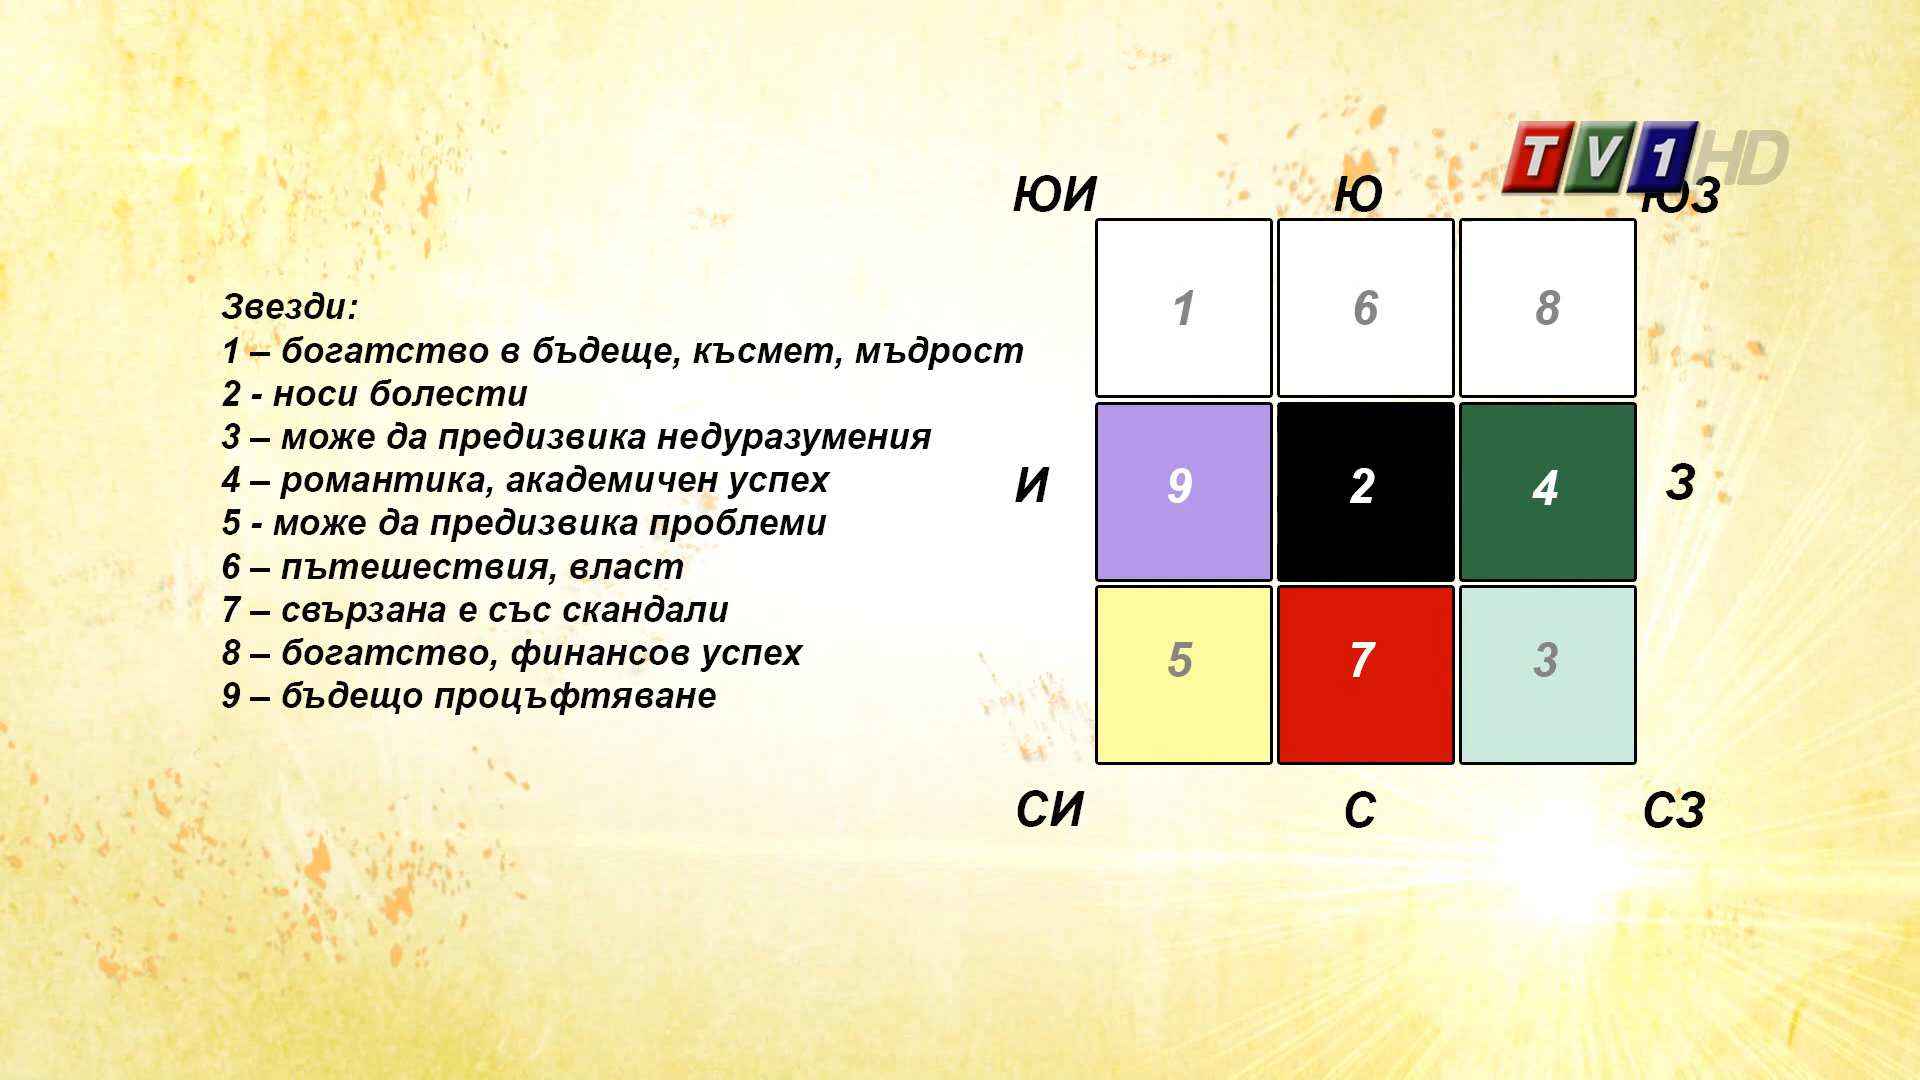 TV1 HD
ЮИ Ю ЮЗ
1 6 8
Звезди:
1 – богатство в бъдеще, късмет, мъдрост
2 - носи болести
3 – може да предизвика недуразумения
4 – романтика, академичен успех
5 - може да предизвика проблеми
6 – пътешествия, власт
7 – свързана е със скандали
8 – богатство, финансов успех
9 – бъдещо процъфтяване
И 9 2 4 З
5 7 3
СИ С СЗ